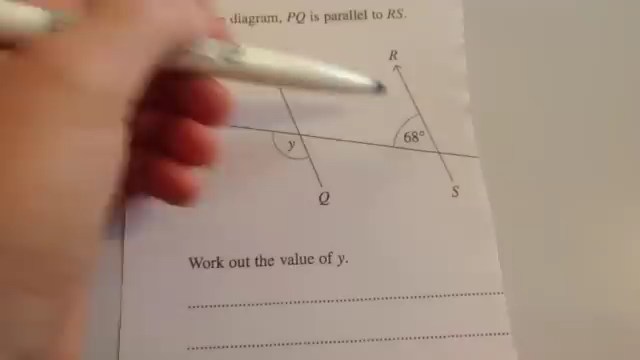 diagram, PQ is parallel to RS.
R
68°
y
S
Q
Work out the value of y.